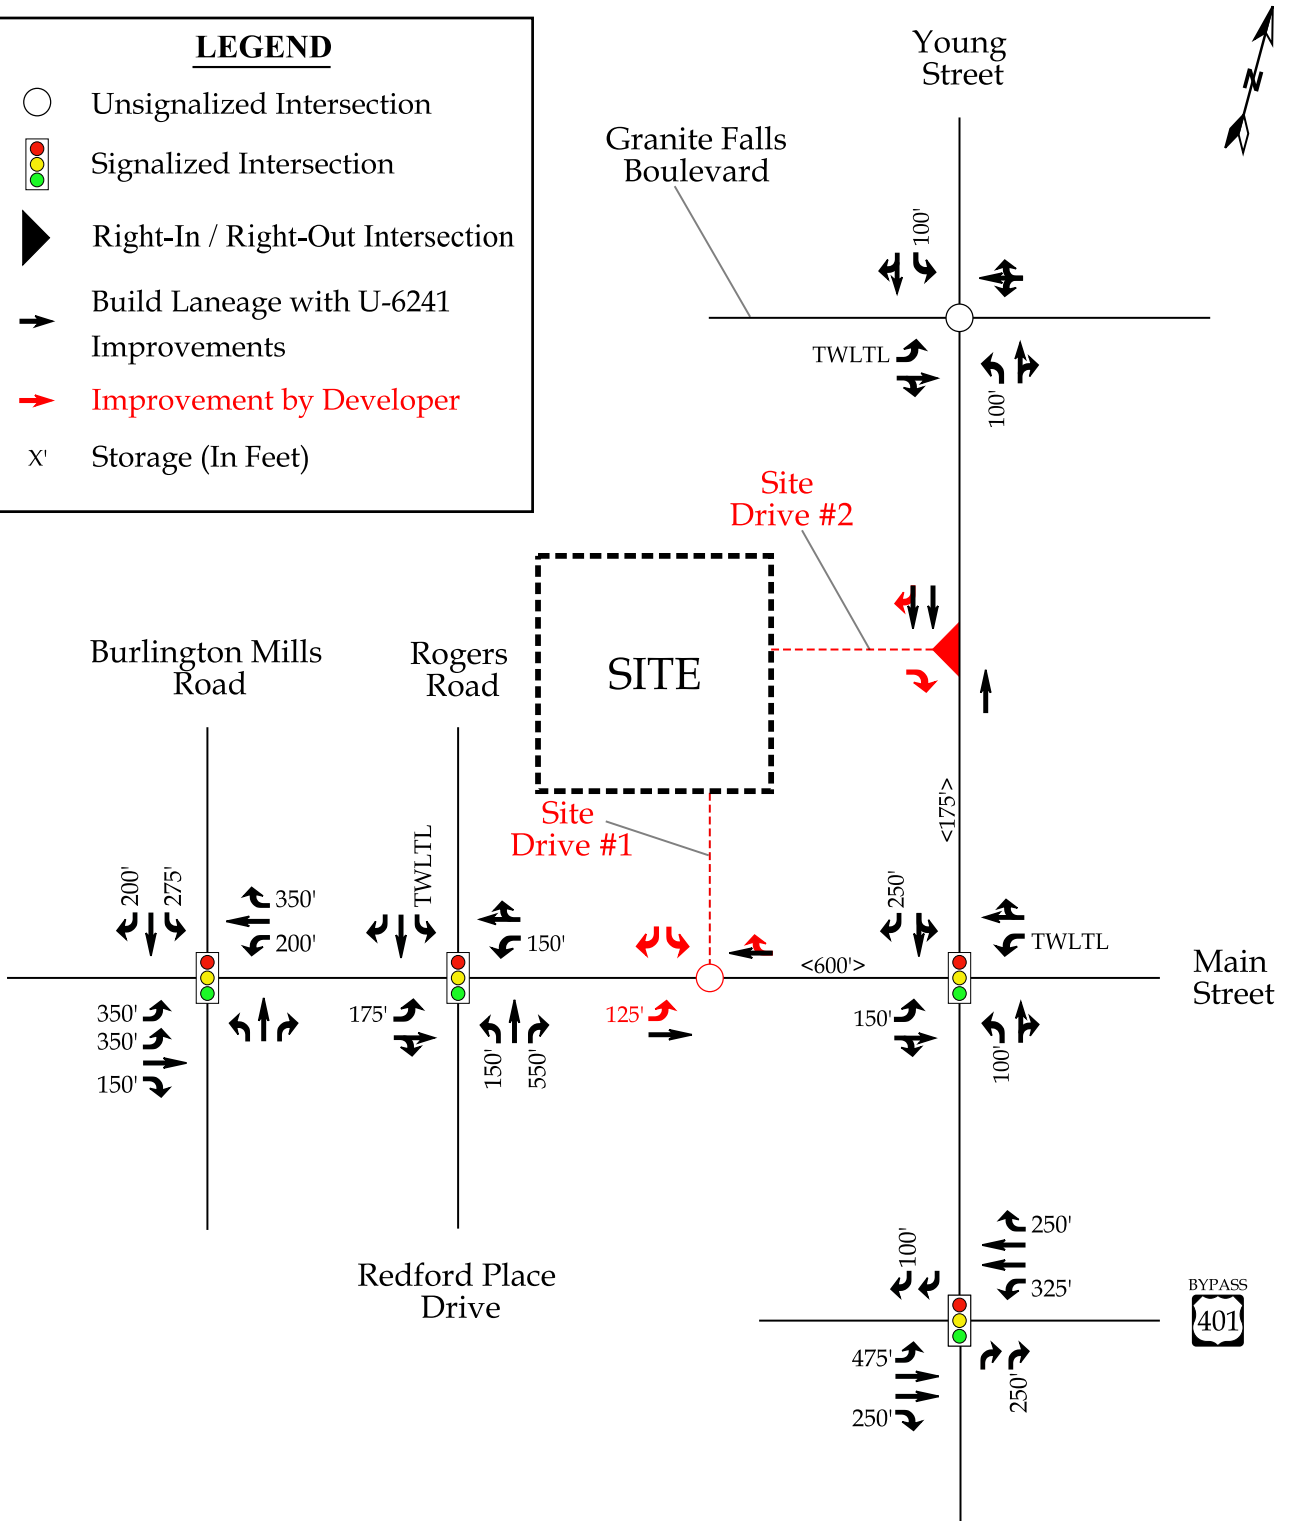 LEGEND
Unsignalized Intersection
Signalized Intersection
Right-In / Right-Out Intersection
Build Laneage with U-6241
Improvements
Improvement by Developer
X' Storage (In Feet)
Young
Street
N
Granite Falls
Boulevard
100'
TWLTL
100'
Site
Drive #2
SITE
Burlington Mills
Road
Rogers
Road
<175'>
Site
Drive #1
200'
275'
350'
200'
350'
350'
150'
TWLTL
150'
175'
150'
550'
125'
<600'>
250'
TWLTL
150'
100'
Main
Street
Redford Place
Drive
100'
250'
325'
475'
250'
250'
BYPASS
401